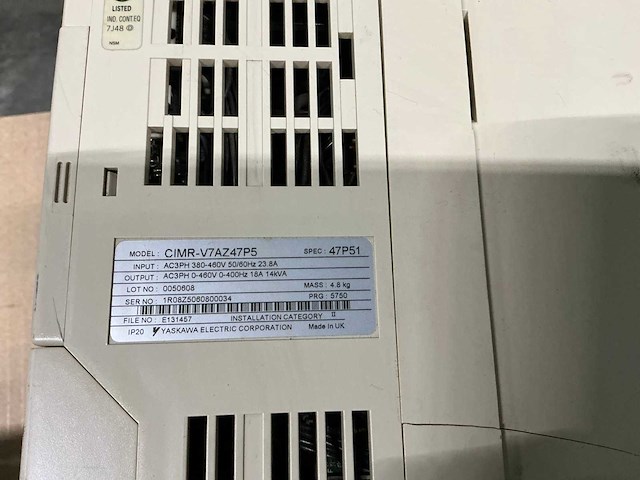 LISTED
IND. CONT.EQ
7J48
NSM
MODEL : CIMR-V7AZ47P5 SPEC : 47P51
INPUT : AC3PH 380-460V 50/60Hz 23.8A
OUTPUT : AC3PH 0-460V 0-400Hz 18A 14kVA
LOT NO : 0050608 MASS : 4.8 kg
SER NO : 1R08Z5060800034 PRG : 5750
FILE NO : E131457 INSTALLATION CATEGORY II
IP20 YASKAWA ELECTRIC CORPORATION Made In UK